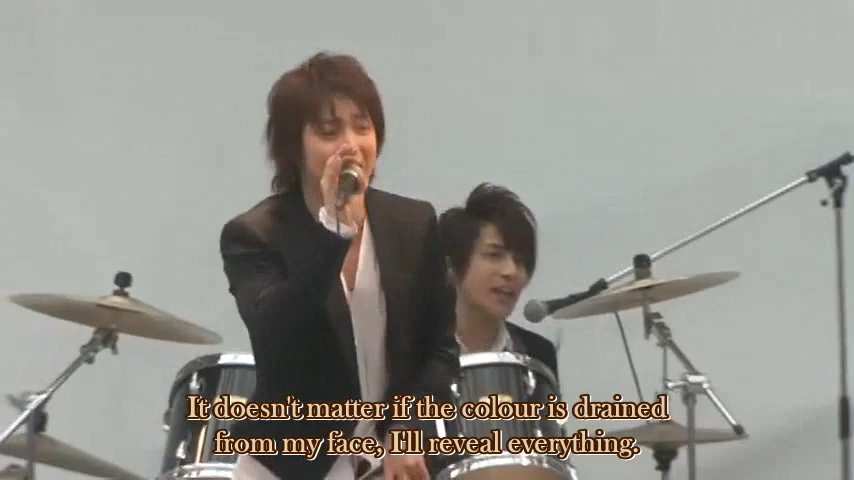 It doesn't matter if the colour is drained
from my face, I'll reveal everything.